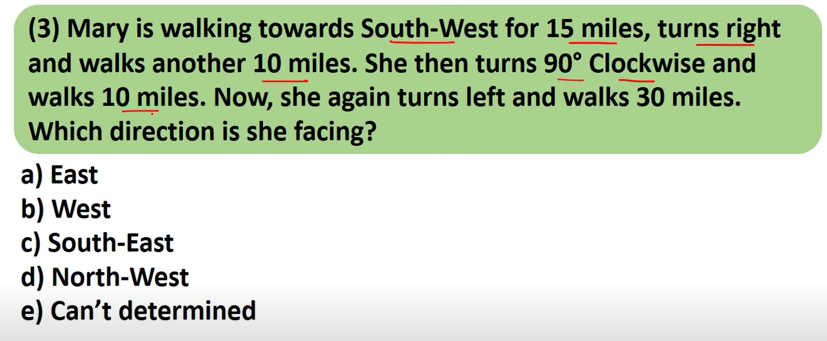 (3) Mary is walking towards South-West for 15 miles, turns right
and walks another 10 miles. She then turns 90° Clockwise and
walks 10 miles. Now, she again turns left and walks 30 miles.
Which direction is she facing?
a) East
b) West
c) South-East
d) North-West
e) Can't determined